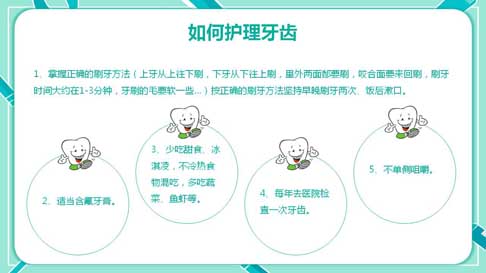 如何护理牙齿
1、掌握正确的刷牙方法（上牙从上往下刷，下牙从下往上刷，里外两面都要刷，咬合面要来回刷，刷牙
时间大约在1-3分钟，牙刷的毛要软一些...）按正确的刷牙方法坚持早晚刷牙两次、饭后漱口。
2、适当含氟牙膏。
3、少吃甜食、冰
淇凌，不冷热食
物混吃，多吃蔬
菜、鱼虾等。
4、每年去医院检
查一次牙齿。
5、不单侧咀嚼。